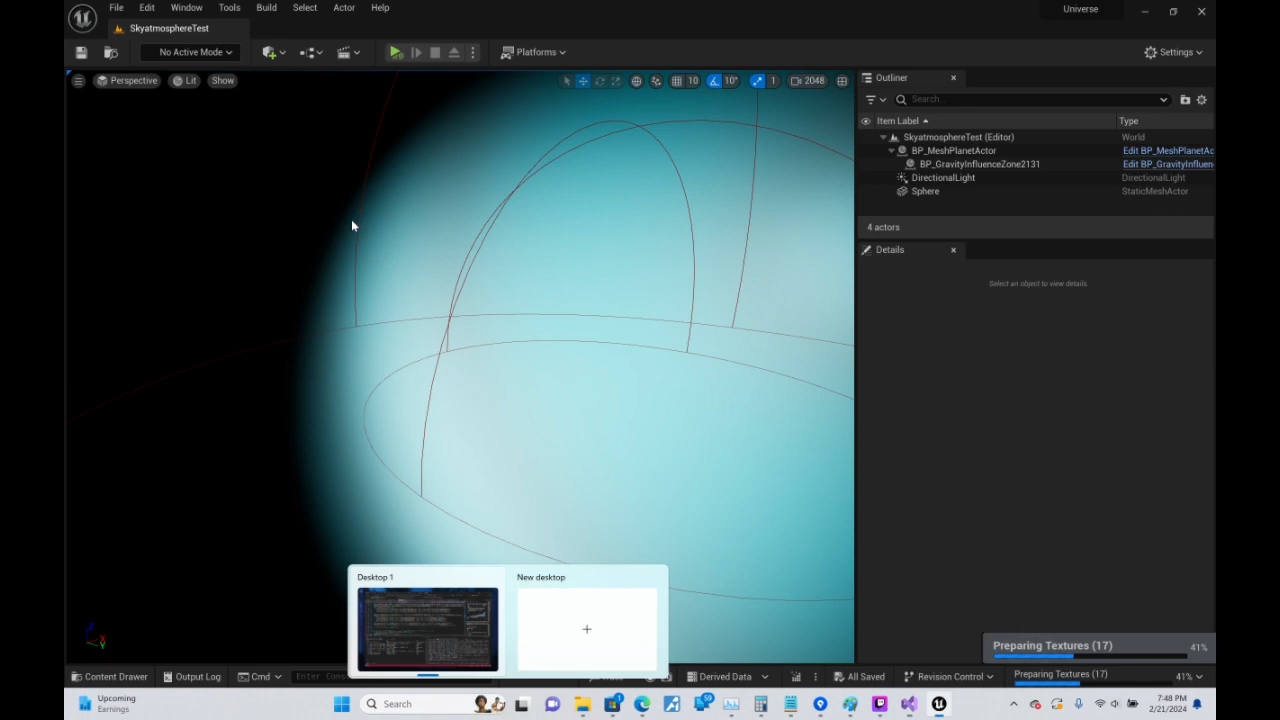 File Edit Window Tools Build Select Actor Help
Universe
SkyatmosphereTest
No Active Mode
Platforms
Settings
Perspective Lit Show
10 10° 1 2048
Outliner
Search...
Item Label Type
SkyatmosphereTest (Editor) World
BP_MeshPlanetActor Edit BP_MeshPlanetAc
BP_GravityInfluenceZone2131 Edit BP_GravityInfluen
DirectionalLight DirectionalLight
Sphere StaticMeshActor
4 actors
Details
Select an object to view details.
Desktop 1 New desktop
Z X Y
Preparing Textures (17) 41%
Content Drawer Output Log Cmd Enter Derived Data All Saved Revision Control Preparing Textures (17) 41%
Upcoming
Earnings
Search
1
59
7:48 PM
2/21/2024